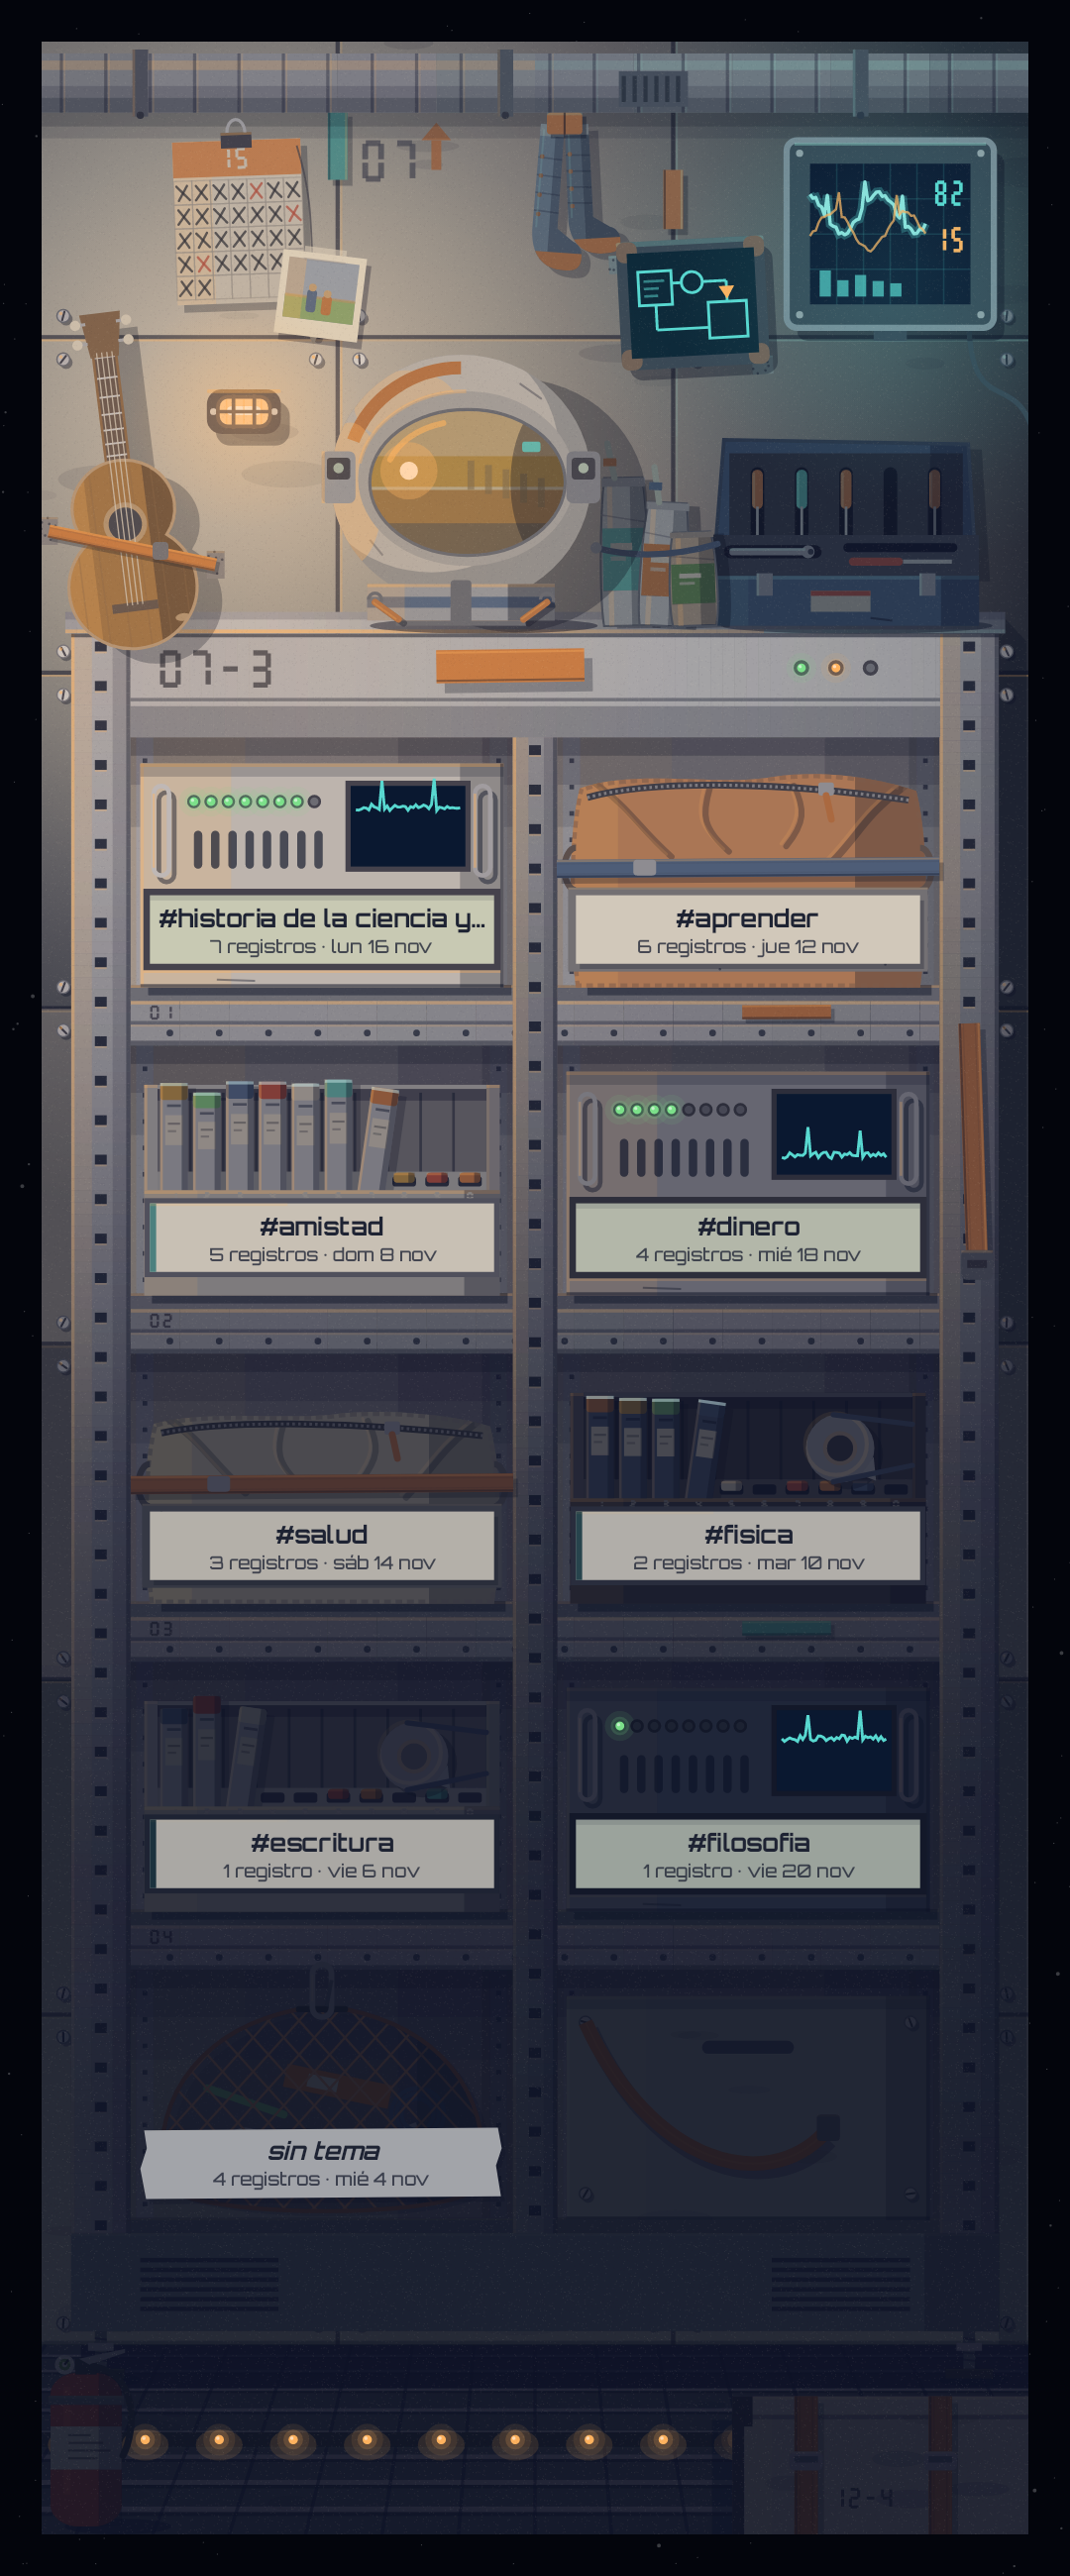 15
07
82
15
07-3
#historia de la ciencia y...
7 registros · lun 16 nov
#aprender
6 registros · jue 12 nov
01
#amistad
5 registros · dom 8 nov
#dinero
4 registros · mié 18 nov
02
#salud
3 registros · sáb 14 nov
#fisica
2 registros · mar 10 nov
03
#escritura
1 registro · vie 6 nov
#filosofia
1 registro · vie 20 nov
04
sin tema
4 registros · mié 4 nov
12-4